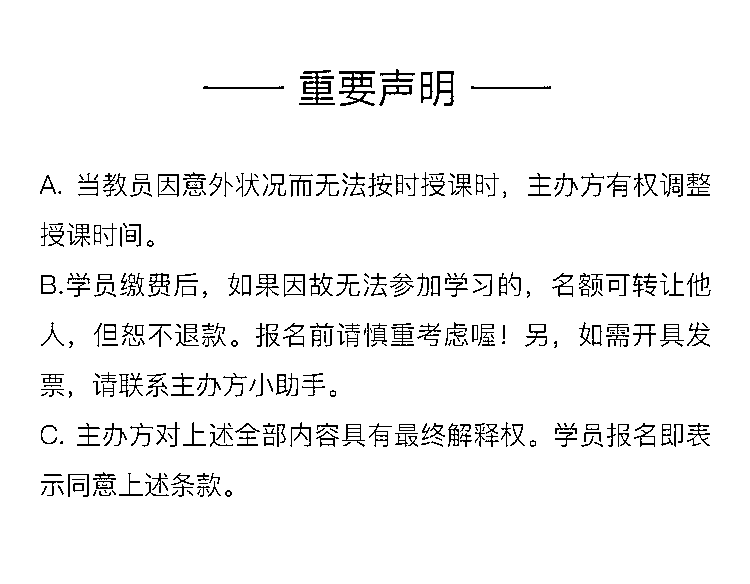 重要声明
A. 当教员因意外状况而无法按时授课时，主办方有权调整
授课时间。
B.学员缴费后，如果因故无法参加学习的，名额可转让他
人，但恕不退款。报名前请慎重考虑喔！另，如需开具发
票，请联系主办方小助手。
C. 主办方对上述全部内容具有最终解释权。学员报名即表
示同意上述条款。